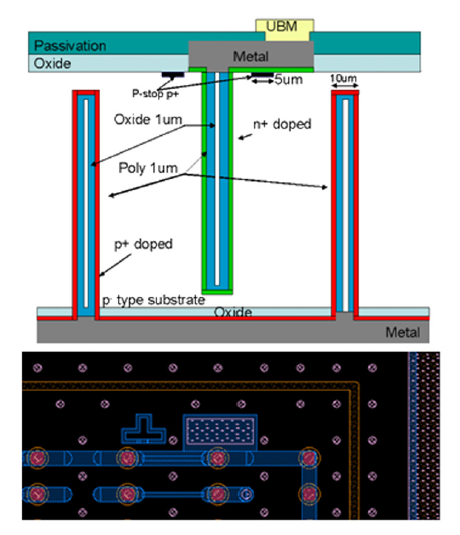 UBM
Passivation
Metal
Oxide
P-stop p+
5um
10um
Oxide 1um
n+ doped
Poly 1um
p+ doped
p- type substrate
Oxide
Metal